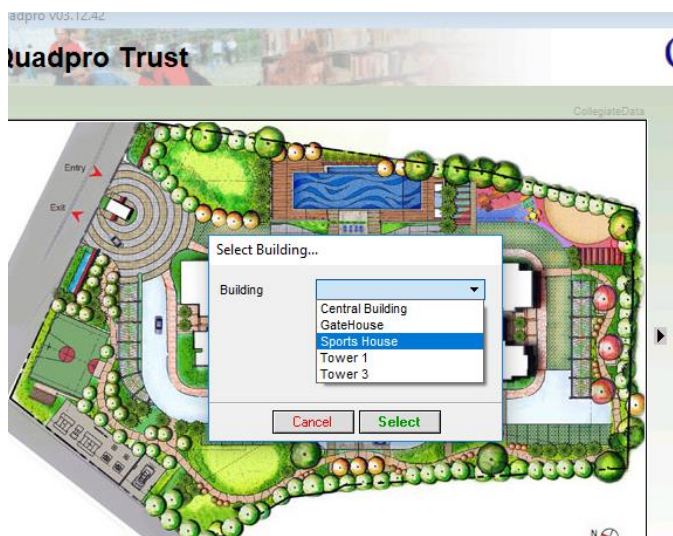 adpro v03.12.42
Quadpro Trust
CollegiateData
Entry
Exit
Select Building...
Building
Central Building
GateHouse
Sports House
Tower 1
Tower 3
Cancel
Select
N